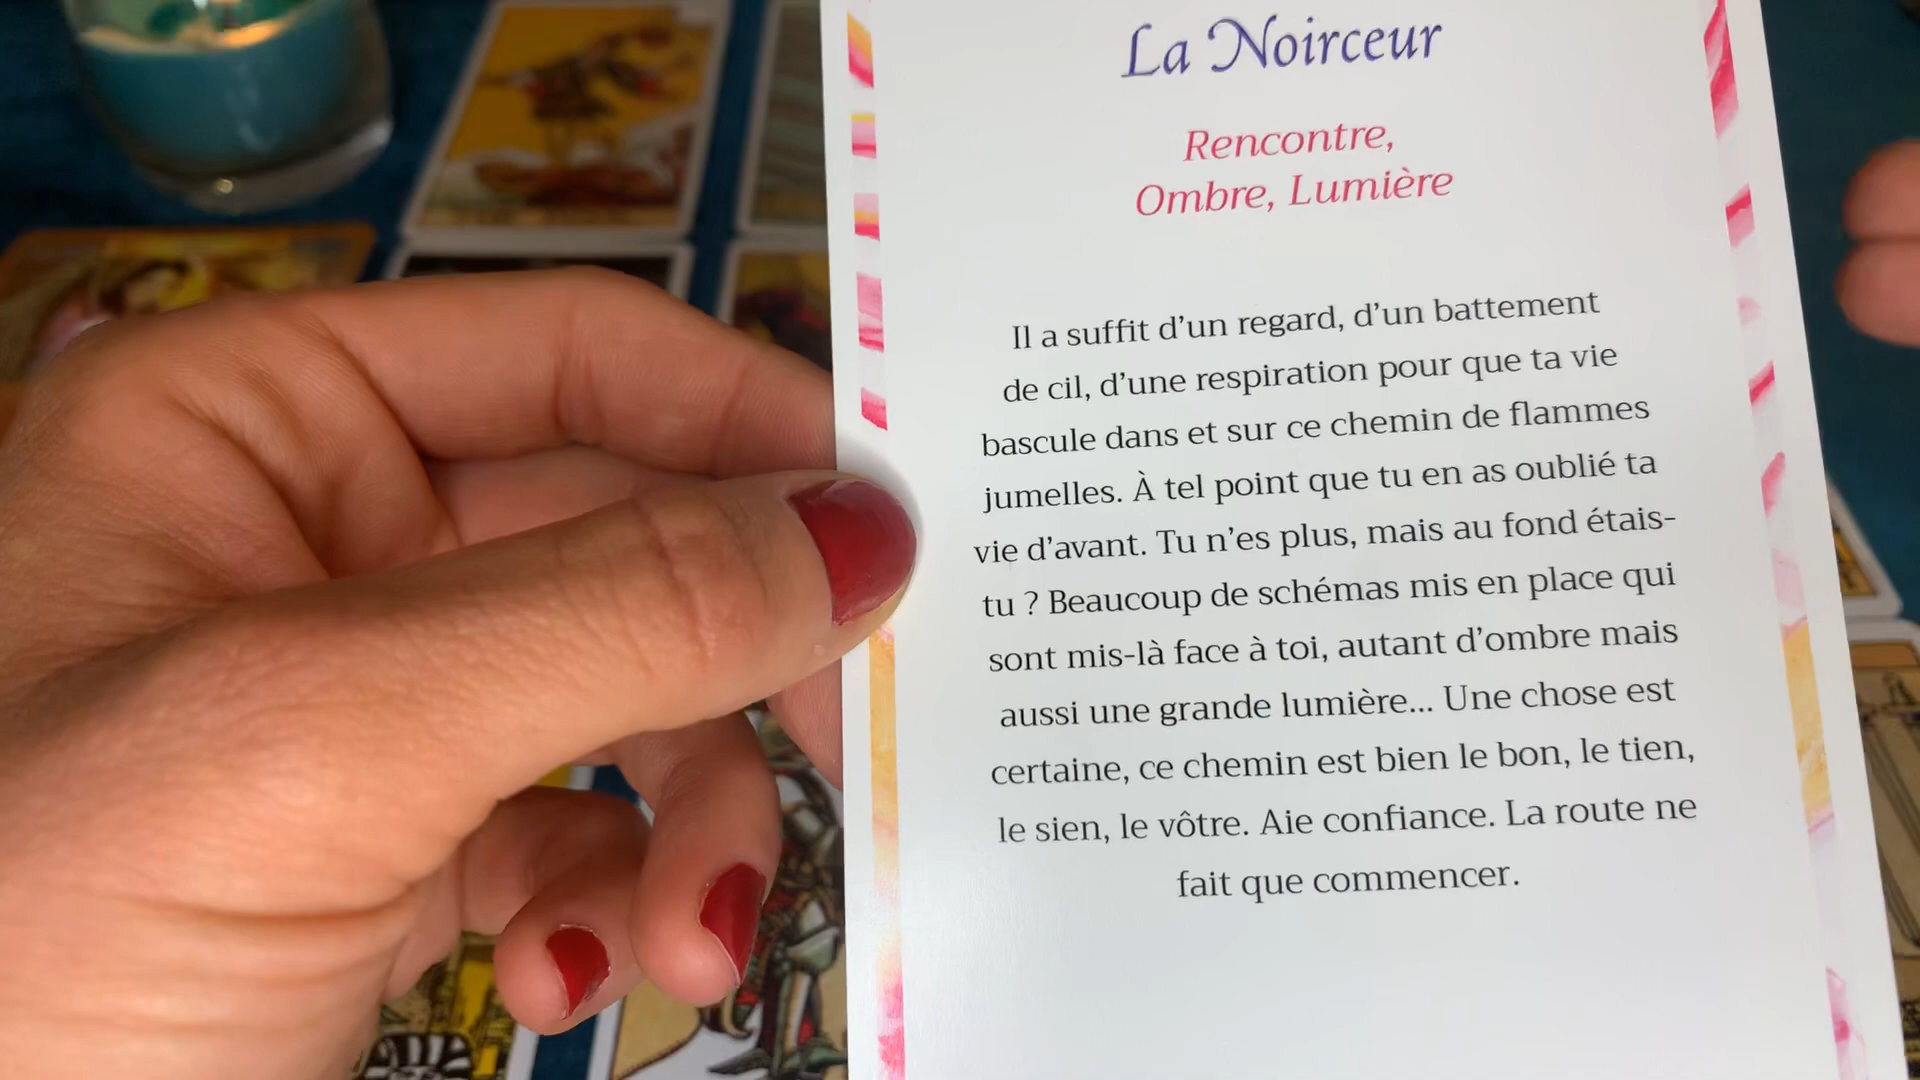 La Noirceur
Rencontre,
Ombre, Lumière
Il a suffit d’un regard, d’un battement
de cil, d’une respiration pour que ta vie
bascule dans et sur ce chemin de flammes
jumelles. À tel point que tu en as oublié ta
vie d’avant. Tu n’es plus, mais au fond étais-
tu ? Beaucoup de schémas mis en place qui
sont mis-là face à toi, autant d’ombre mais
aussi une grande lumière... Une chose est
certaine, ce chemin est bien le bon, le tien,
le sien, le vôtre. Aie confiance. La route ne
fait que commencer.